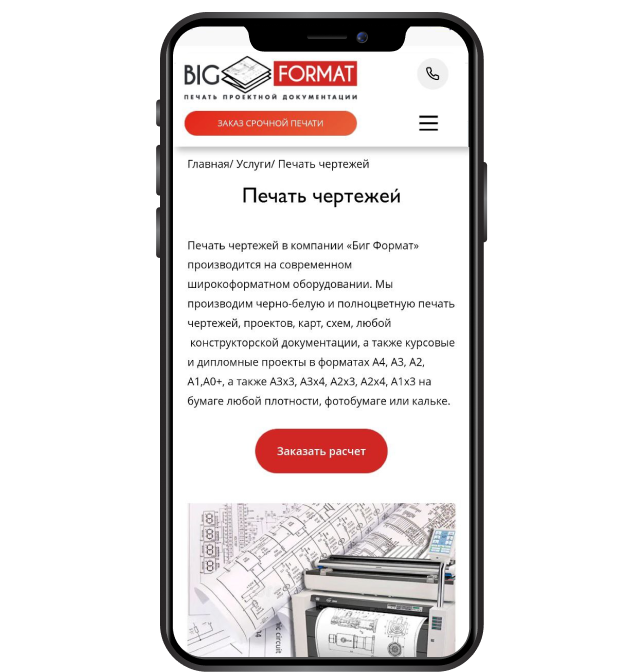 BIG FORMAT
ПЕЧАТЬ ПРОЕКТНОЙ ДОКУМЕНТАЦИИ
ЗАКАЗ СРОЧНОЙ ПЕЧАТИ
Главная/ Услуги/ Печать чертежей
Печать чертежей
Печать чертежей в компании «Биг Формат»
производится на современном
широкоформатном оборудовании. Мы
производим черно-белую и полноцветную печать
чертежей, проектов, карт, схем, любой
конструкторской документации, а также курсовые
и дипломные проекты в форматах А4, А3, А2,
А1,А0+, а также А3х3, А3х4, А2х3, А2х4, А1х3 на
бумаге любой плотности, фотобумаге или кальке.
Заказать расчет